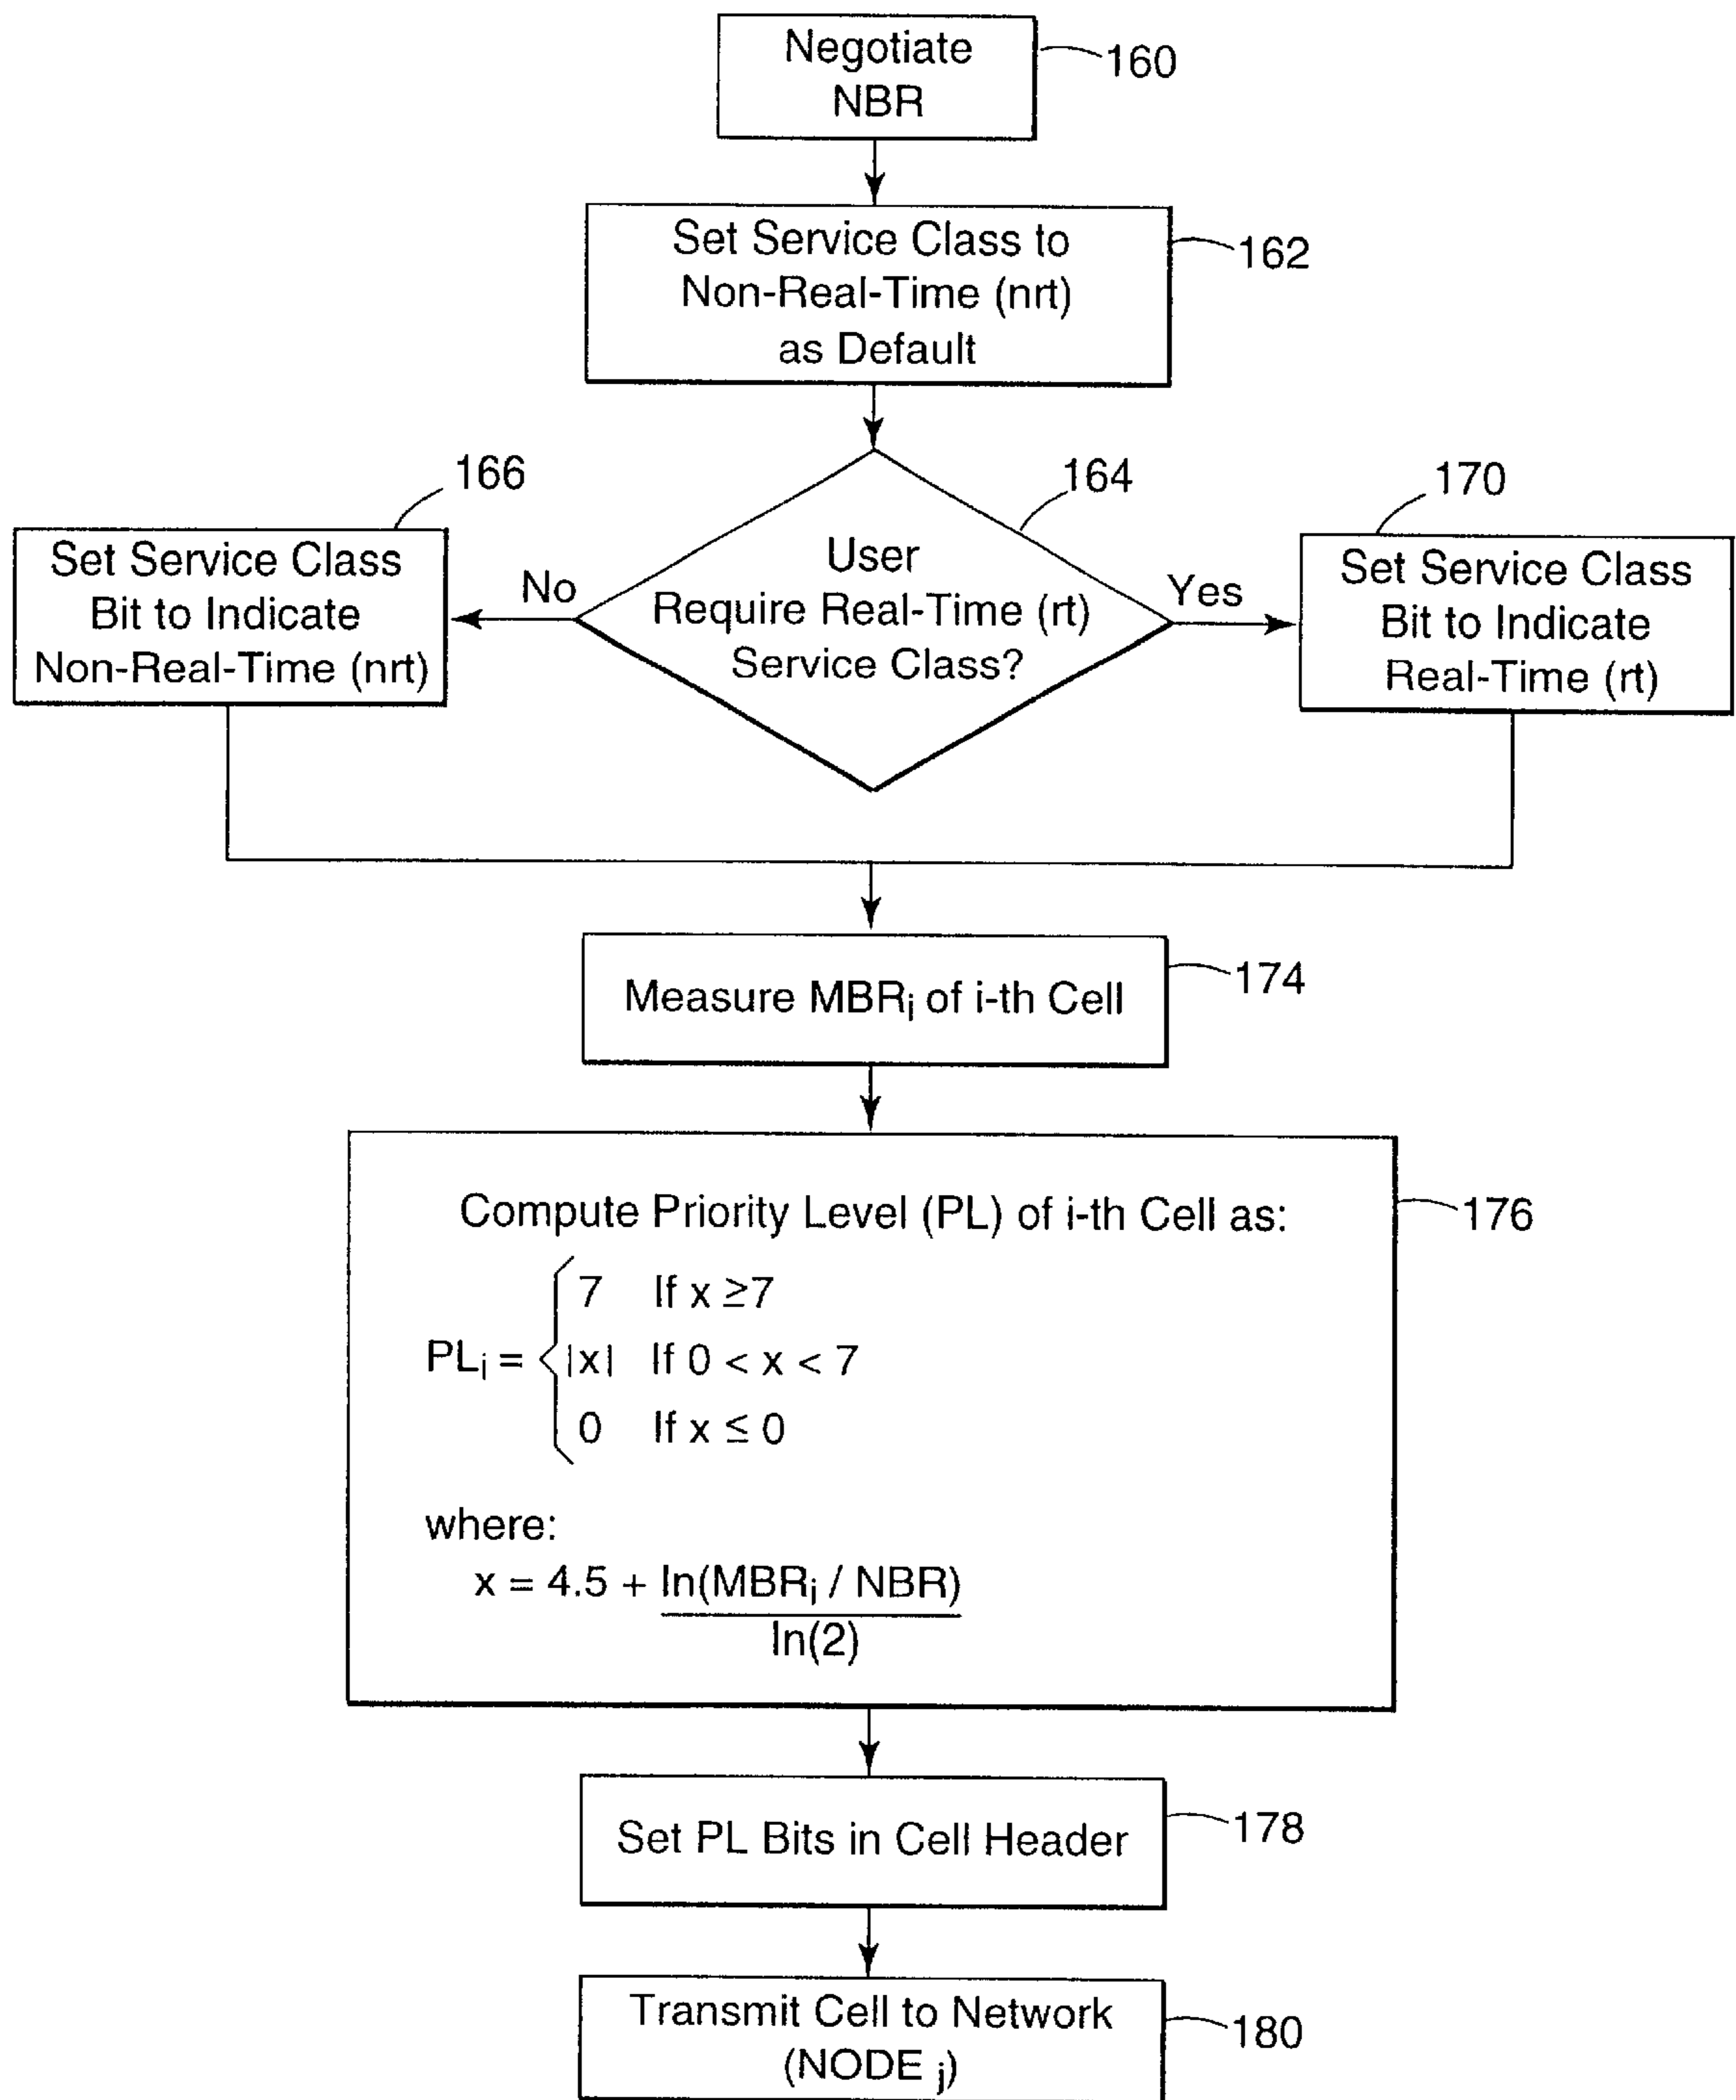 Negotiate
NBR
160
Set Service Class to
Non-Real-Time (nrt)
as Default
162
166
Set Service Class
Bit to Indicate
Non-Real-Time (nrt)
No
164
User
Require Real-Time (rt)
Service Class?
Yes
170
Set Service Class
Bit to Indicate
Real-Time (rt)
Measure MBRi of i-th Cell
174
Compute Priority Level (PL) of i-th Cell as:
176
7 If x ≥7
PLi = |x| If 0 < x < 7
0 If x ≤ 0
where:
x = 4.5 + ln(MBRi / NBR)
ln(2)
Set PL Bits in Cell Header
178
Transmit Cell to Network
(NODE j)
180